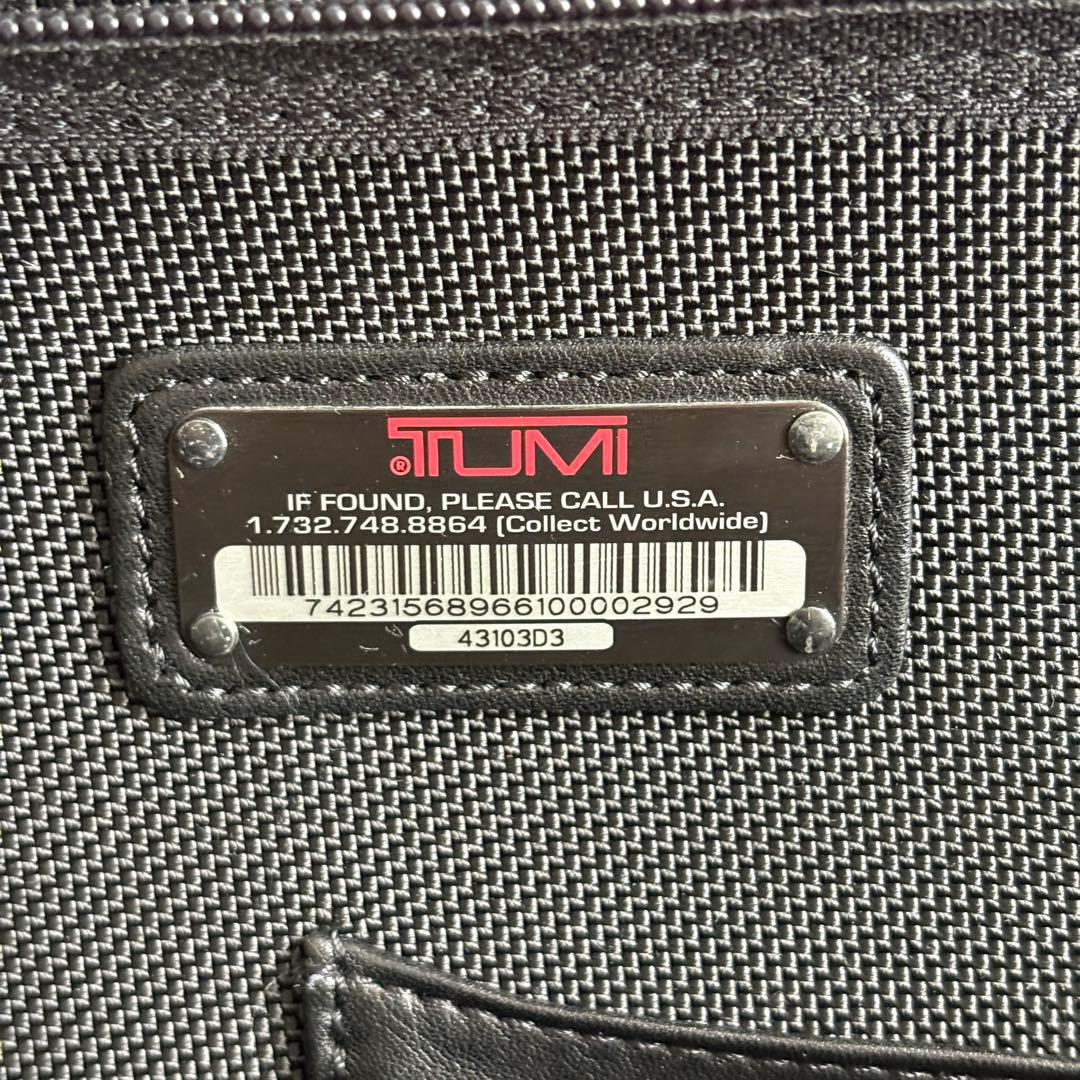 ®TUMI
IF FOUND, PLEASE CALL U.S.A.
1.732.748.8864 (Collect Worldwide)
74231568966100002929
43103D3